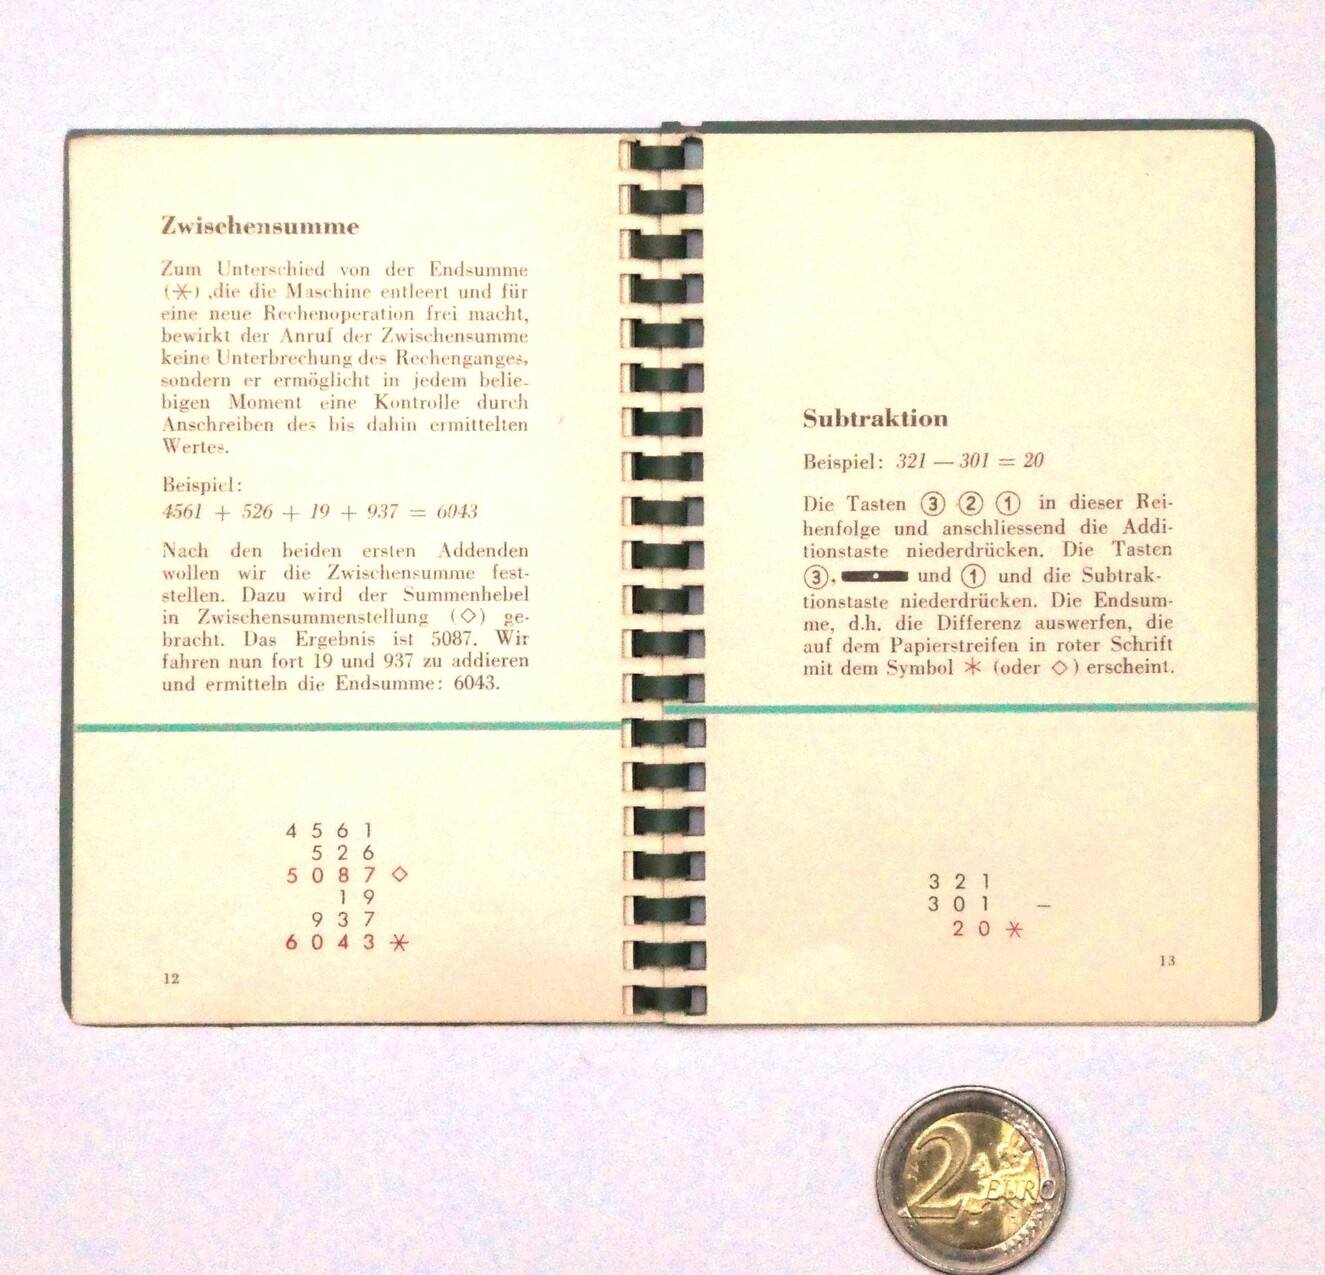 Zwischensumme
Zum Unterschied von der Endsumme
(✳) ,die die Maschine entleert und für
eine neue Rechenoperation frei macht,
bewirkt der Anruf der Zwischensumme
keine Unterbrechung des Rechenganges,
sondern er ermöglicht in jedem belie-
bigen Moment eine Kontrolle durch
Anschreiben des bis dahin ermittelten
Wertes.
Beispiel:
4561 + 526 + 19 + 937 = 6043
Nach den beiden ersten Addenden
wollen wir die Zwischensumme fest-
stellen. Dazu wird der Summenhebel
in Zwischensummenstellung (◇) ge-
bracht. Das Ergebnis ist 5087. Wir
fahren nun fort 19 und 937 zu addieren
und ermitteln die Endsumme: 6043.
4 5 6 1
5 2 6
5 0 8 7 ◇
1 9
9 3 7
6 0 4 3 ✳
12
Subtraktion
Beispiel: 321 — 301 = 20
Die Tasten ③ ② ① in dieser Rei-
henfolge und anschliessend die Addi-
tionstaste niederdrücken. Die Tasten
③, und ① und die Subtrak-
tionstaste niederdrücken. Die Endsum-
me, d.h. die Differenz auswerfen, die
auf dem Papierstreifen in roter Schrift
mit dem Symbol ✳ (oder ◇) erscheint.
3 2 1
3 0 1 –
2 0 ✳
13
2 EURO